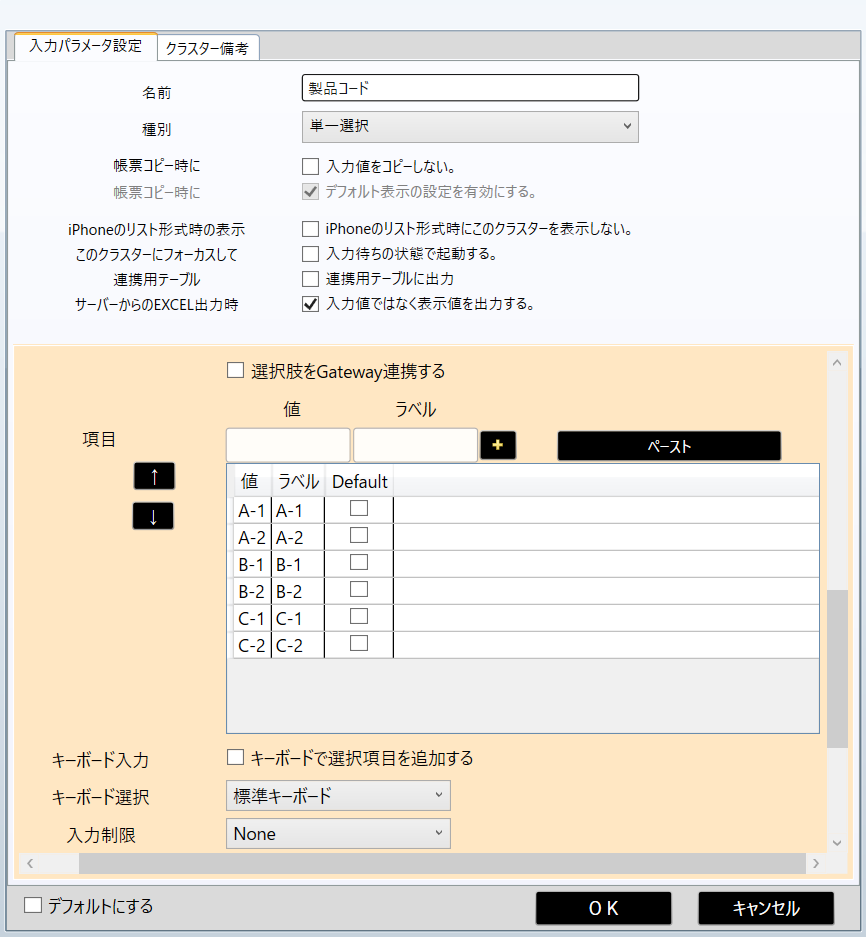 入力パラメータ設定 クラスター備考
名前 製品コード
種別 単一選択
帳票コピー時に 入力値をコピーしない。
帳票コピー時に デフォルト表示の設定を有効にする。
iPhoneのリスト形式時の表示 iPhoneのリスト形式時にこのクラスターを表示しない。
このクラスターにフォーカスして 入力待ちの状態で起動する。
連携用テーブル 連携用テーブルに出力
サーバーからのEXCEL出力時 入力値ではなく表示値を出力する。
選択肢をGateway連携する
値 ラベル
項目 + ペースト
↑
↓
値 ラベル Default
A-1 A-1
A-2 A-2
B-1 B-1
B-2 B-2
C-1 C-1
C-2 C-2
キーボード入力 キーボードで選択項目を追加する
キーボード選択 標準キーボード
入力制限 None
デフォルトにする OK キャンセル